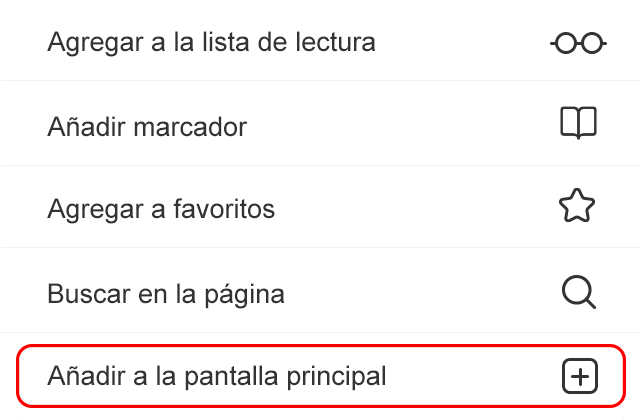 Agregar a la lista de lectura
Añadir marcador
Agregar a favoritos
Buscar en la página
Añadir a la pantalla principal